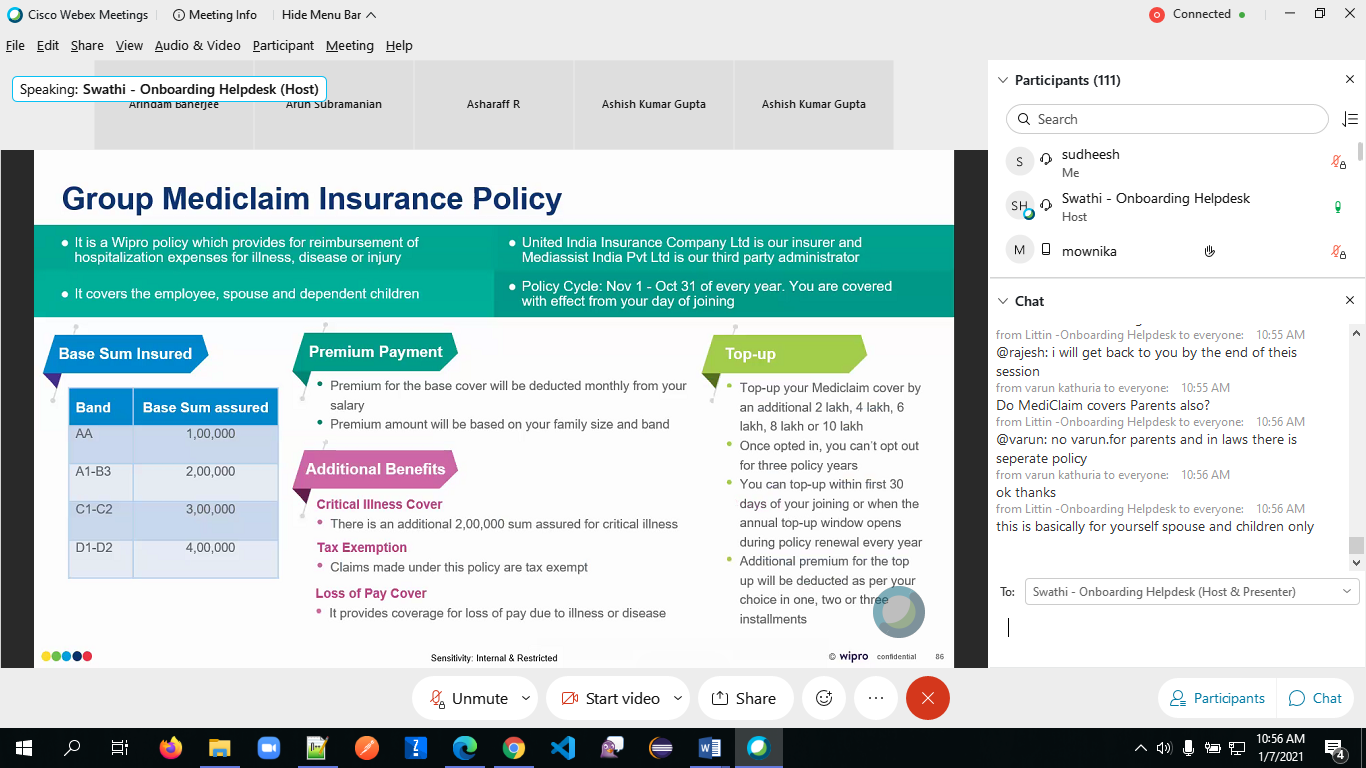 Cisco Webex Meetings
Meeting Info
Hide Menu Bar
Connected
File Edit Share View Audio & Video Participant Meeting Help
Speaking: Swathi - Onboarding Helpdesk (Host)
Arindam Banerjee
Arun Subramanian
Asharaff R
Ashish Kumar Gupta
Ashish Kumar Gupta
Group Mediclaim Insurance Policy
• It is a Wipro policy which provides for reimbursement of
hospitalization expenses for illness, disease or injury
• It covers the employee, spouse and dependent children
• United India Insurance Company Ltd is our insurer and
Mediassist India Pvt Ltd is our third party administrator
• Policy Cycle: Nov 1 - Oct 31 of every year. You are covered
with effect from your day of joining
Base Sum Insured
Band Base Sum assured
AA 1,00,000
A1-B3 2,00,000
C1-C2 3,00,000
D1-D2 4,00,000
Premium Payment
• Premium for the base cover will be deducted monthly from your
salary
• Premium amount will be based on your family size and band
Additional Benefits
Critical Illness Cover
• There is an additional 2,00,000 sum assured for critical illness
Tax Exemption
• Claims made under this policy are tax exempt
Loss of Pay Cover
• It provides coverage for loss of pay due to illness or disease
Top-up
• Top-up your Mediclaim cover by
an additional 2 lakh, 4 lakh, 6
lakh, 8 lakh or 10 lakh
• Once opted in, you can't opt out
for three policy years
• You can top-up within first 30
days of your joining or when the
annual top-up window opens
during policy renewal every year
• Additional premium for the top
up will be deducted as per your
choice in one, two or three
installments
Sensitivity: Internal & Restricted
© wipro confidential 86
Participants (111)
Search
S
sudheesh
Me
SH
Swathi - Onboarding Helpdesk
Host
M
mownika
Chat
from Littin -Onboarding Helpdesk to everyone: 10:55 AM
@rajesh: i will get back to you by the end of theis
session
from varun kathuria to everyone: 10:55 AM
Do MediClaim covers Parents also?
from Littin -Onboarding Helpdesk to everyone: 10:56 AM
@varun: no varun.for parents and in laws there is
seperate policy
from varun kathuria to everyone: 10:56 AM
ok thanks
from Littin -Onboarding Helpdesk to everyone: 10:56 AM
this is basically for yourself spouse and children only
To: Swathi - Onboarding Helpdesk (Host & Presenter)
Unmute
Start video
Share
Participants
Chat
10:56 AM
1/7/2021
4